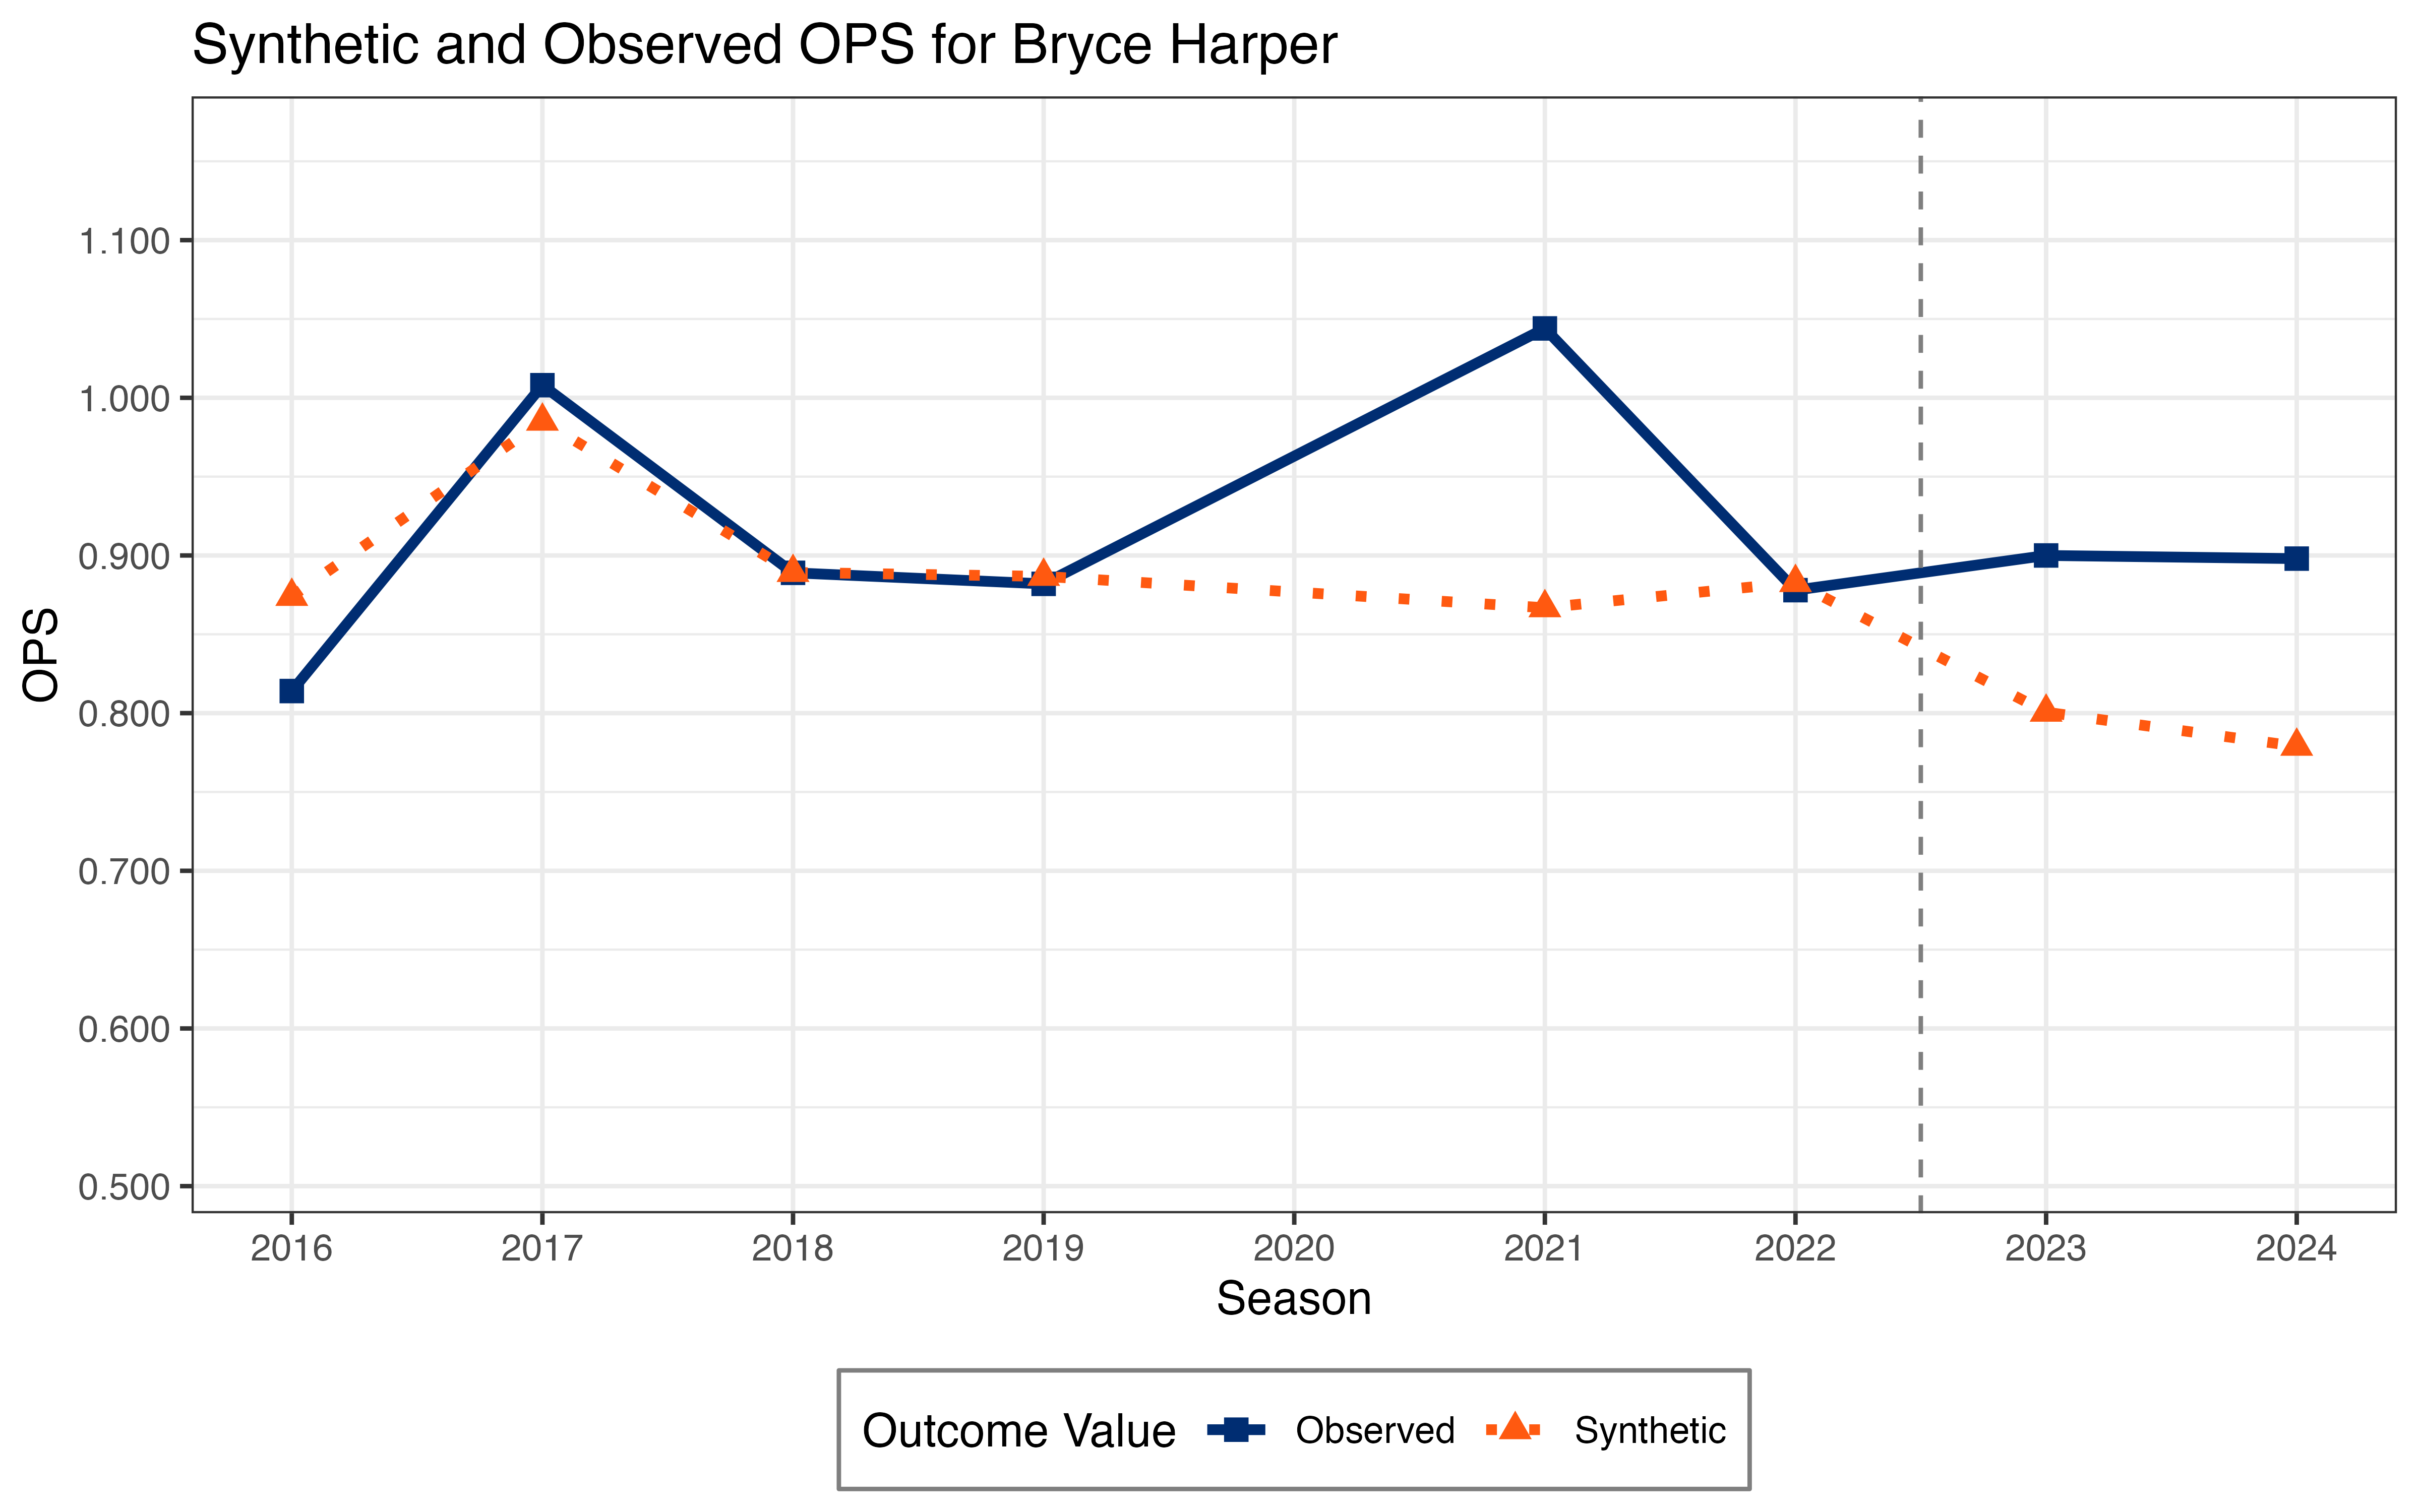 Synthetic and Observed OPS for Bryce Harper
OPS
1.100
1.000
0.900
0.800
0.700
0.600
0.500
2016 2017 2018 2019 2020 2021 2022 2023 2024
Season
Outcome Value Observed Synthetic